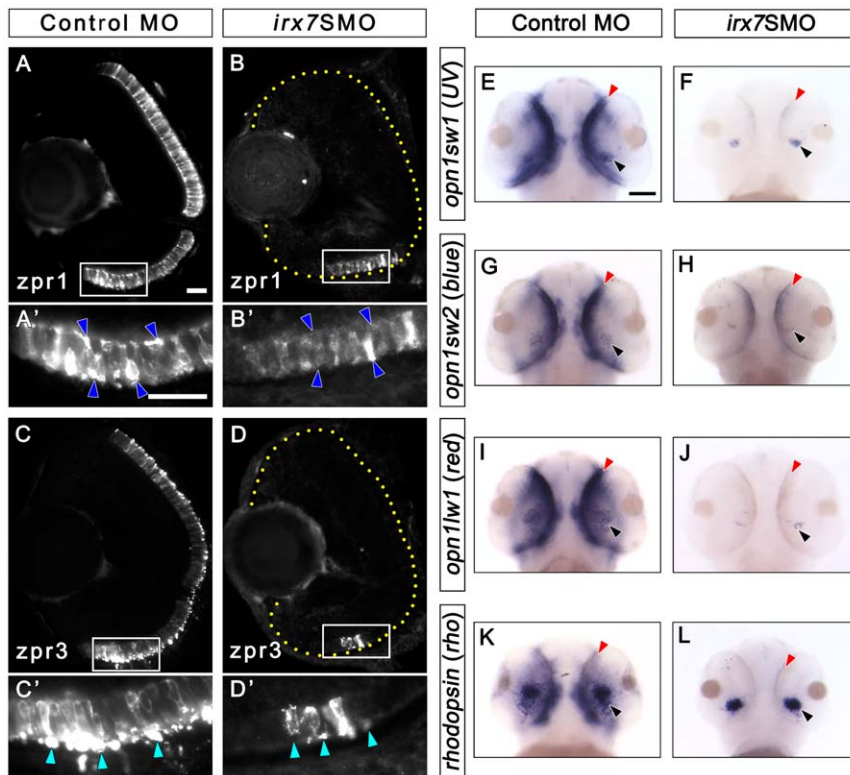 Control MO
irx7SMO
A
zpr1
B
zpr1
A'
B'
C
zpr3
D
zpr3
C'
D'
Control MO
irx7SMO
opn1sw1 (UV)
E
F
opn1sw2 (blue)
G
H
opn1lw1 (red)
I
J
rhodopsin (rho)
K
L